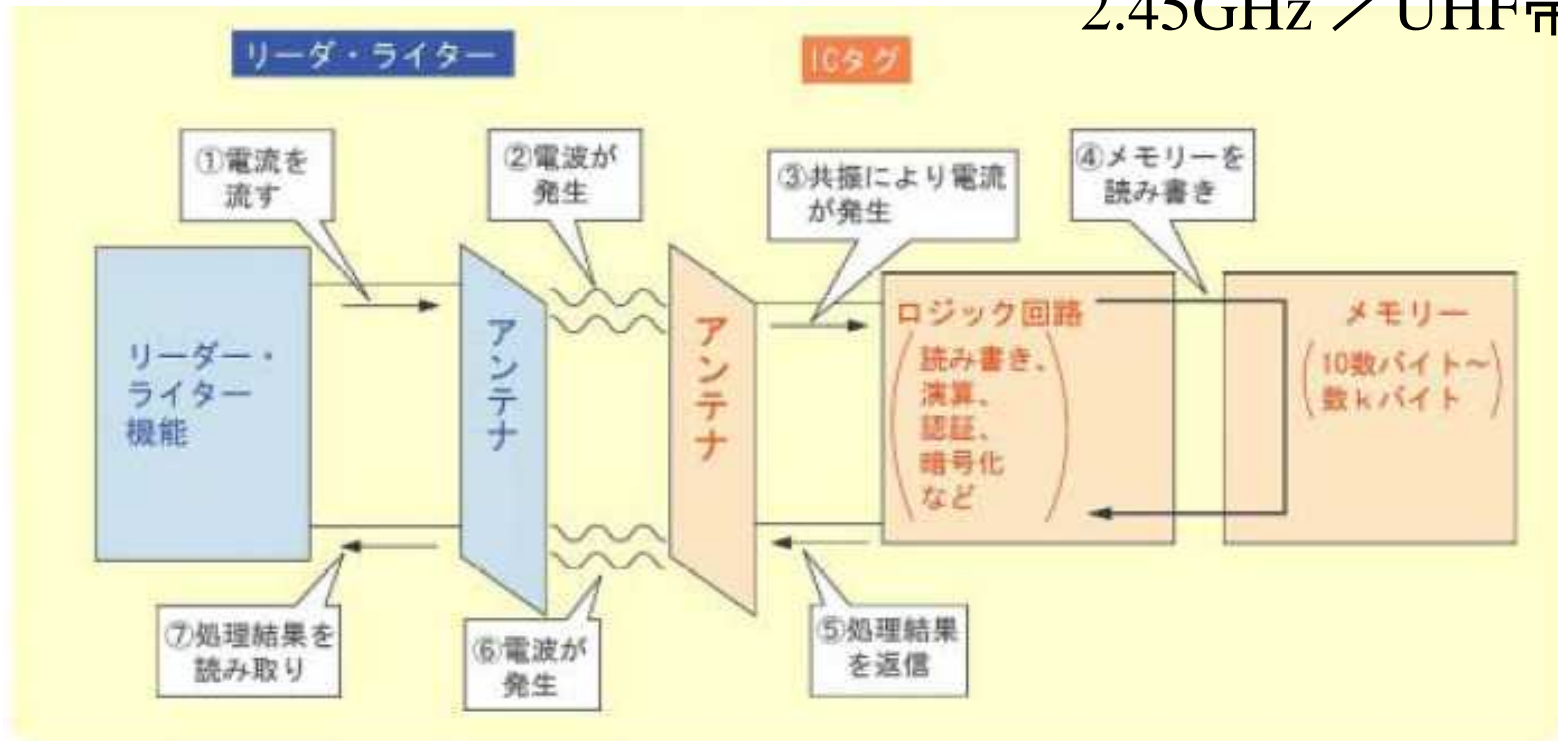 2.45GHz／UHF帯
リーダ・ライター
ICタグ
①電流を
流す
②電波が
発生
③共振により電流
が発生
④メモリーを
読み書き
リーダー・
ライター
機能
アンテナ
アンテナ
ロジック回路
読み書き、
演算、
認証、
暗号化
など
メモリー
(10数バイト～
数kバイト)
⑦処理結果を
読み取り
⑥電波が
発生
⑤処理結果
を返信